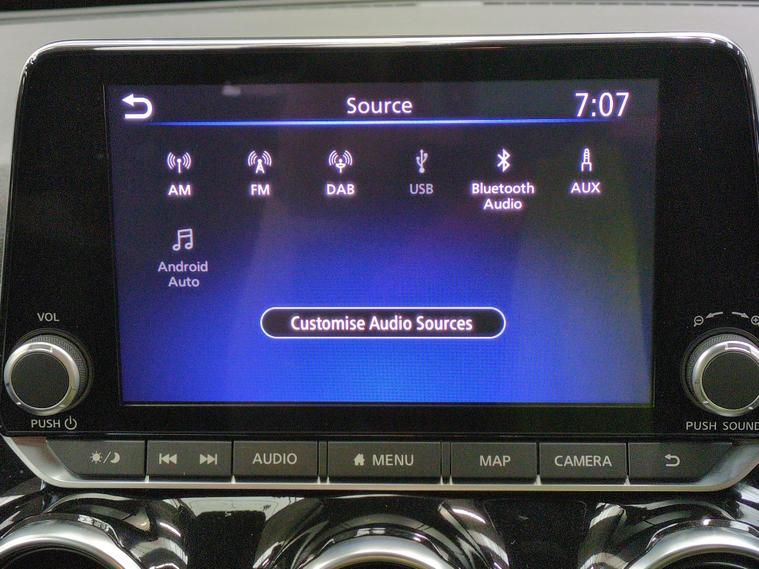 Source
7:07
AM
FM
DAB
USB
Bluetooth
Audio
AUX
Android
Auto
Customise Audio Sources
VOL
PUSH
PUSH SOUND
AUDIO
MENU
MAP
CAMERA